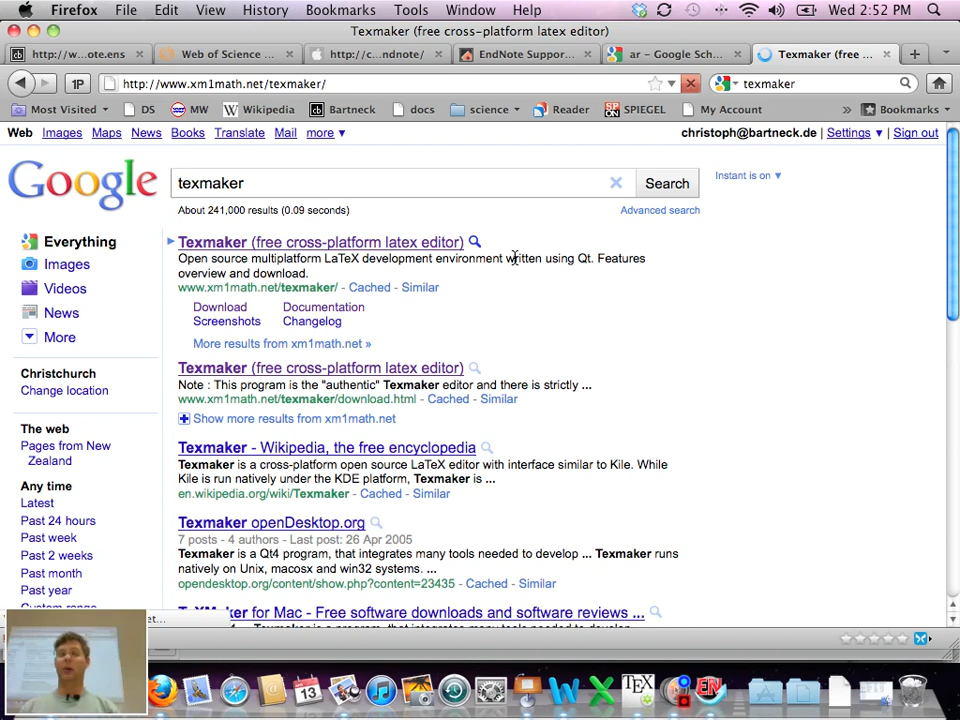 Firefox File Edit View History Bookmarks Tools Window Help Wed 2:52 PM
Texmaker (free cross-platform latex editor)
http://w...ote.ens Web of Science ... http://c...ndnote/ EndNote Suppor... ar – Google Sch... Texmaker (free ...
1P http://www.xm1math.net/texmaker/ texmaker
Most Visited DS MW Wikipedia Bartneck docs science Reader SPIEGEL My Account » Bookmarks
Web Images Maps News Books Translate Mail more ▼ christoph@bartneck.de | Settings ▼ | Sign out
Google
texmaker
Search
Instant is on ▼
About 241,000 results (0.09 seconds)
Advanced search
Everything
Images
Videos
News
More
Christchurch
Change location
The web
Pages from New
Zealand
Any time
Latest
Past 24 hours
Past week
Past 2 weeks
Past month
Past year
Custom range
Texmaker (free cross-platform latex editor)
Open source multiplatform LaTeX development environment written using Qt. Features
overview and download.
www.xm1math.net/texmaker/ - Cached - Similar
Download Documentation
Screenshots Changelog
More results from xm1math.net »
Texmaker (free cross-platform latex editor)
Note : This program is the "authentic" Texmaker editor and there is strictly ...
www.xm1math.net/texmaker/download.html - Cached - Similar
Show more results from xm1math.net
Texmaker - Wikipedia, the free encyclopedia
Texmaker is a cross-platform open source LaTeX editor with interface similar to Kile. While
Kile is run natively under the KDE platform, Texmaker is ...
en.wikipedia.org/wiki/Texmaker - Cached - Similar
Texmaker openDesktop.org
7 posts - 4 authors - Last post: 26 Apr 2005
Texmaker is a Qt4 program, that integrates many tools needed to develop ... Texmaker runs
natively on Unix, macosx and win32 systems. ...
opendesktop.org/content/show.php?content=23435 - Cached - Similar
TeXMaker for Mac - Free software downloads and software reviews ...
13
TEX
EN